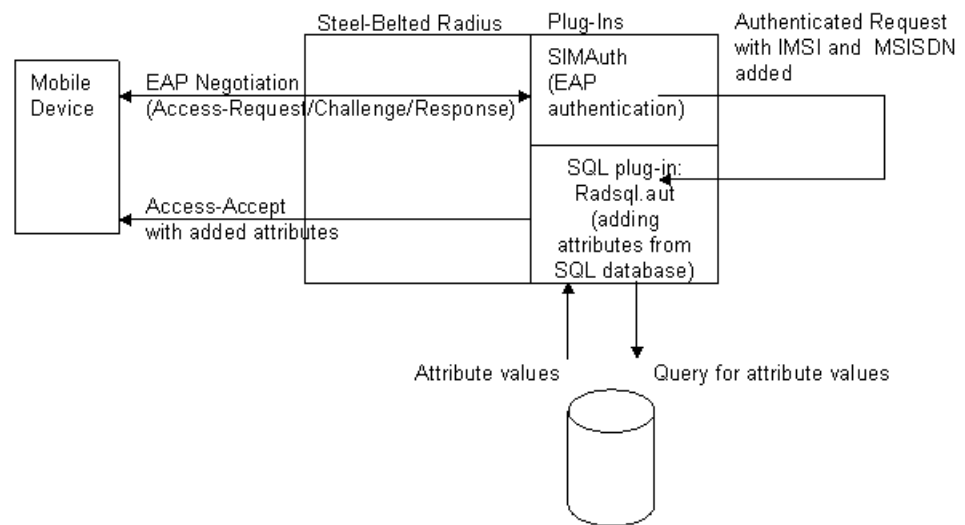 Steel-Belted Radius
Plug-Ins
Authenticated Request
with IMSI and MSISDN
added
Mobile
Device
EAP Negotiation
(Access-Request/Challenge/Response)
SIMAuth
(EAP
authentication)
SQL plug-in:
Radsql.aut
(adding
attributes from
SQL database)
Access-Accept
with added attributes
Attribute values
Query for attribute values